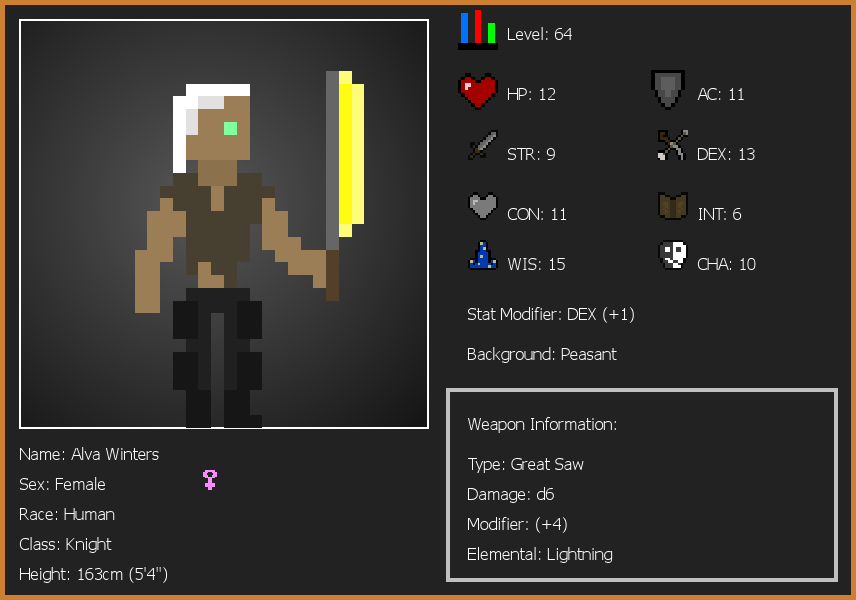 Level: 64
HP: 12
AC: 11
STR: 9
DEX: 13
CON: 11
INT: 6
WIS: 15
CHA: 10
Stat Modifier: DEX (+1)
Background: Peasant
Weapon Information:
Type: Great Saw
Damage: d6
Modifier: (+4)
Elemental: Lightning
Name: Alva Winters
Sex: Female
Race: Human
Class: Knight
Height: 163cm (5'4")